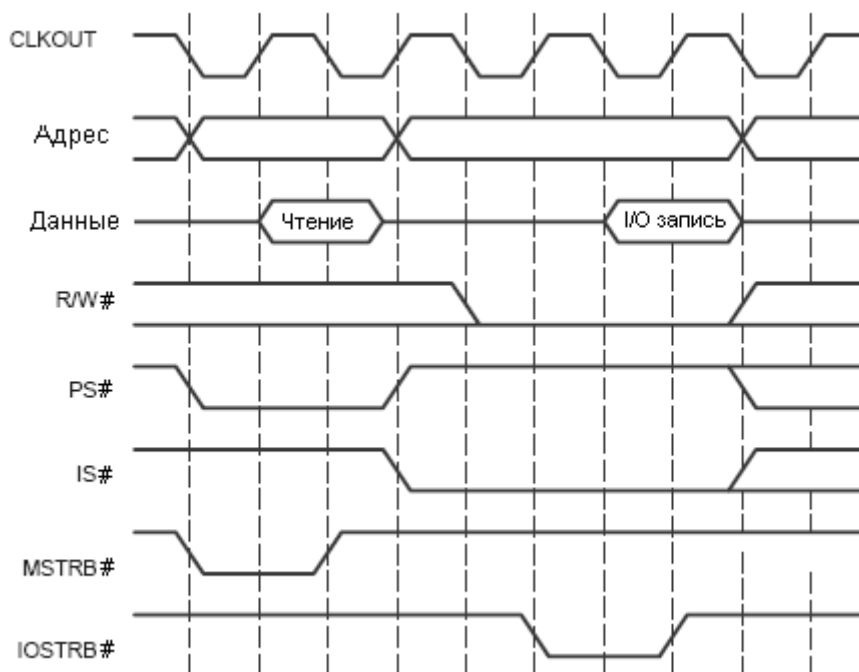 CLKOUT
Адрес
Данные
Чтение
I/O запись
R/W#
PS#
IS#
MSTRB#
IOSTRB#